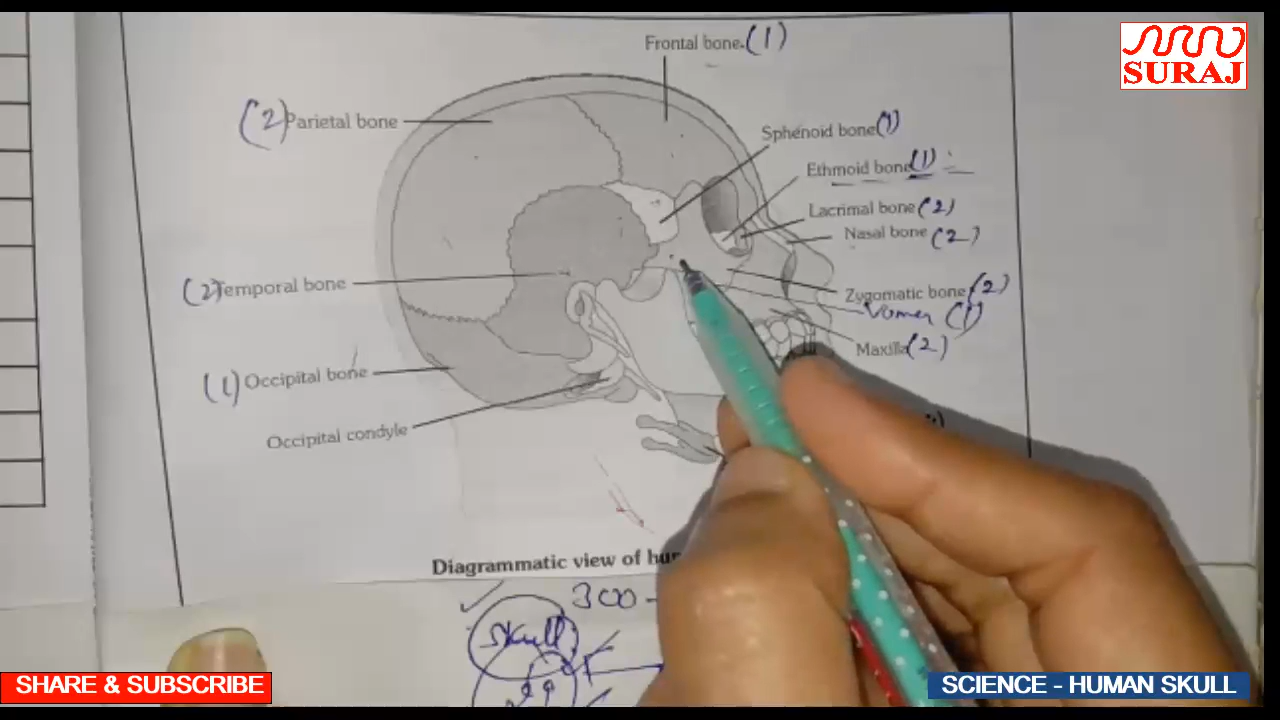 Frontal bone.(1)
SURAJ
(2)Parietal bone
Sphenoid bone(1)
Ethmoid bone(1)
Lacrimal bone(2)
Nasal bone(2)
(2)Temporal bone
Zygomatic bone(2)
Vomer (1)
Maxilla(2)
(1)Occipital bone
Occipital condyle
Diagrammatic view of
300 -
Skull
SHARE & SUBSCRIBE
SCIENCE - HUMAN SKULL